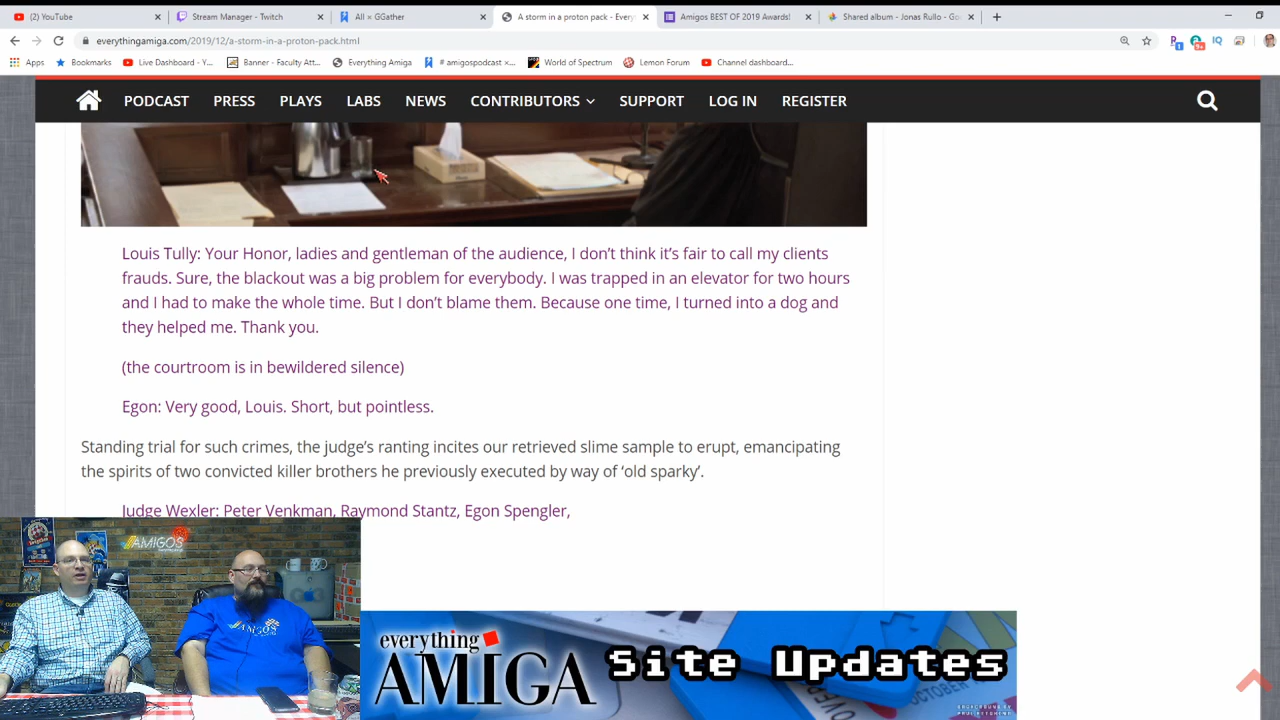 (2) YouTube
Stream Manager - Twitch
All × GGather
A storm in a proton pack - Every
Amigos BEST OF 2019 Awards!
Shared album - Jonas Rullo - Go
everythingamiga.com/2019/12/a-storm-in-a-proton-pack.html
Apps
Bookmarks
Live Dashboard - Y...
Banner - Faculty Att...
Everything Amiga
# amigospodcast ×...
World of Spectrum
Lemon Forum
Channel dashboard...
PODCAST PRESS PLAYS LABS NEWS CONTRIBUTORS SUPPORT LOG IN REGISTER
Louis Tully: Your Honor, ladies and gentleman of the audience, I don’t think it’s fair to call my clients
frauds. Sure, the blackout was a big problem for everybody. I was trapped in an elevator for two hours
and I had to make the whole time. But I don’t blame them. Because one time, I turned into a dog and
they helped me. Thank you.
(the courtroom is in bewildered silence)
Egon: Very good, Louis. Short, but pointless.
Standing trial for such crimes, the judge’s ranting incites our retrieved slime sample to erupt, emancipating
the spirits of two convicted killer brothers he previously executed by way of ‘old sparky’.
Judge Wexler: Peter Venkman, Raymond Stantz, Egon Spengler,
AMIGOS
AMIGOS
everything
AMIGA
Site Updates
OCTOBER
OVER